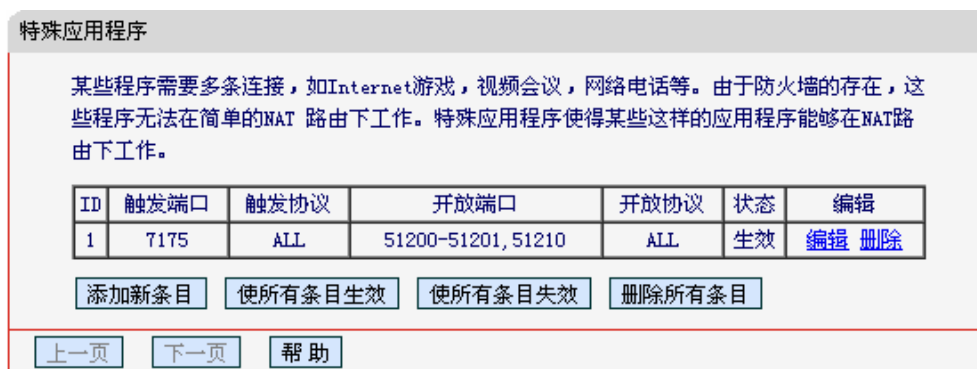 特殊应用程序
某些程序需要多条连接，如Internet游戏，视频会议，网络电话等。由于防火墙的存在，这
些程序无法在简单的NAT 路由下工作。特殊应用程序使得某些这样的应用程序能够在NAT路
由下工作。
ID 触发端口 触发协议 开放端口 开放协议 状态 编辑
1 7175 ALL 51200-51201,51210 ALL 生效 编辑 删除
添加新条目 使所有条目生效 使所有条目失效 删除所有条目
上一页 下一页 帮 助